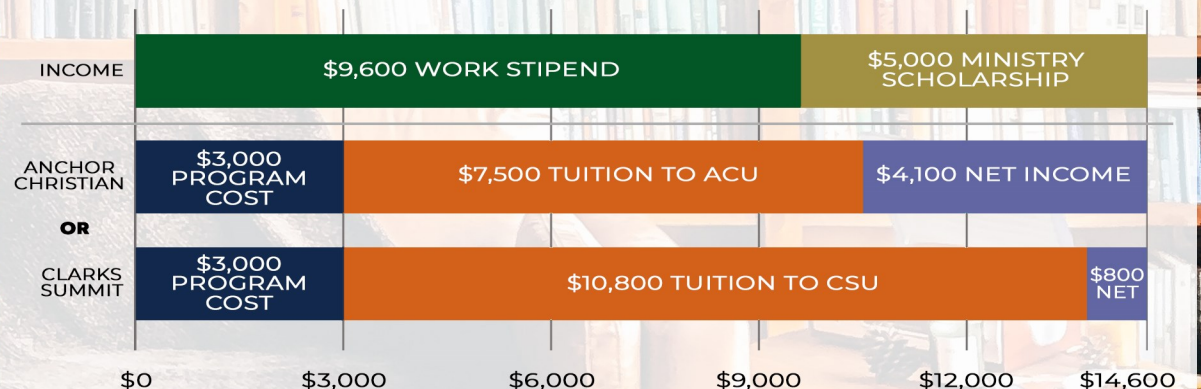 INCOME
$9,600 WORK STIPEND
$5,000 MINISTRY
SCHOLARSHIP
ANCHOR
CHRISTIAN
$3,000
PROGRAM
COST
$7,500 TUITION TO ACU
$4,100 NET INCOME
OR
CLARKS
SUMMIT
$3,000
PROGRAM
COST
$10,800 TUITION TO CSU
$800
NET
$0
$3,000
$6,000
$9,000
$12,000
$14,600